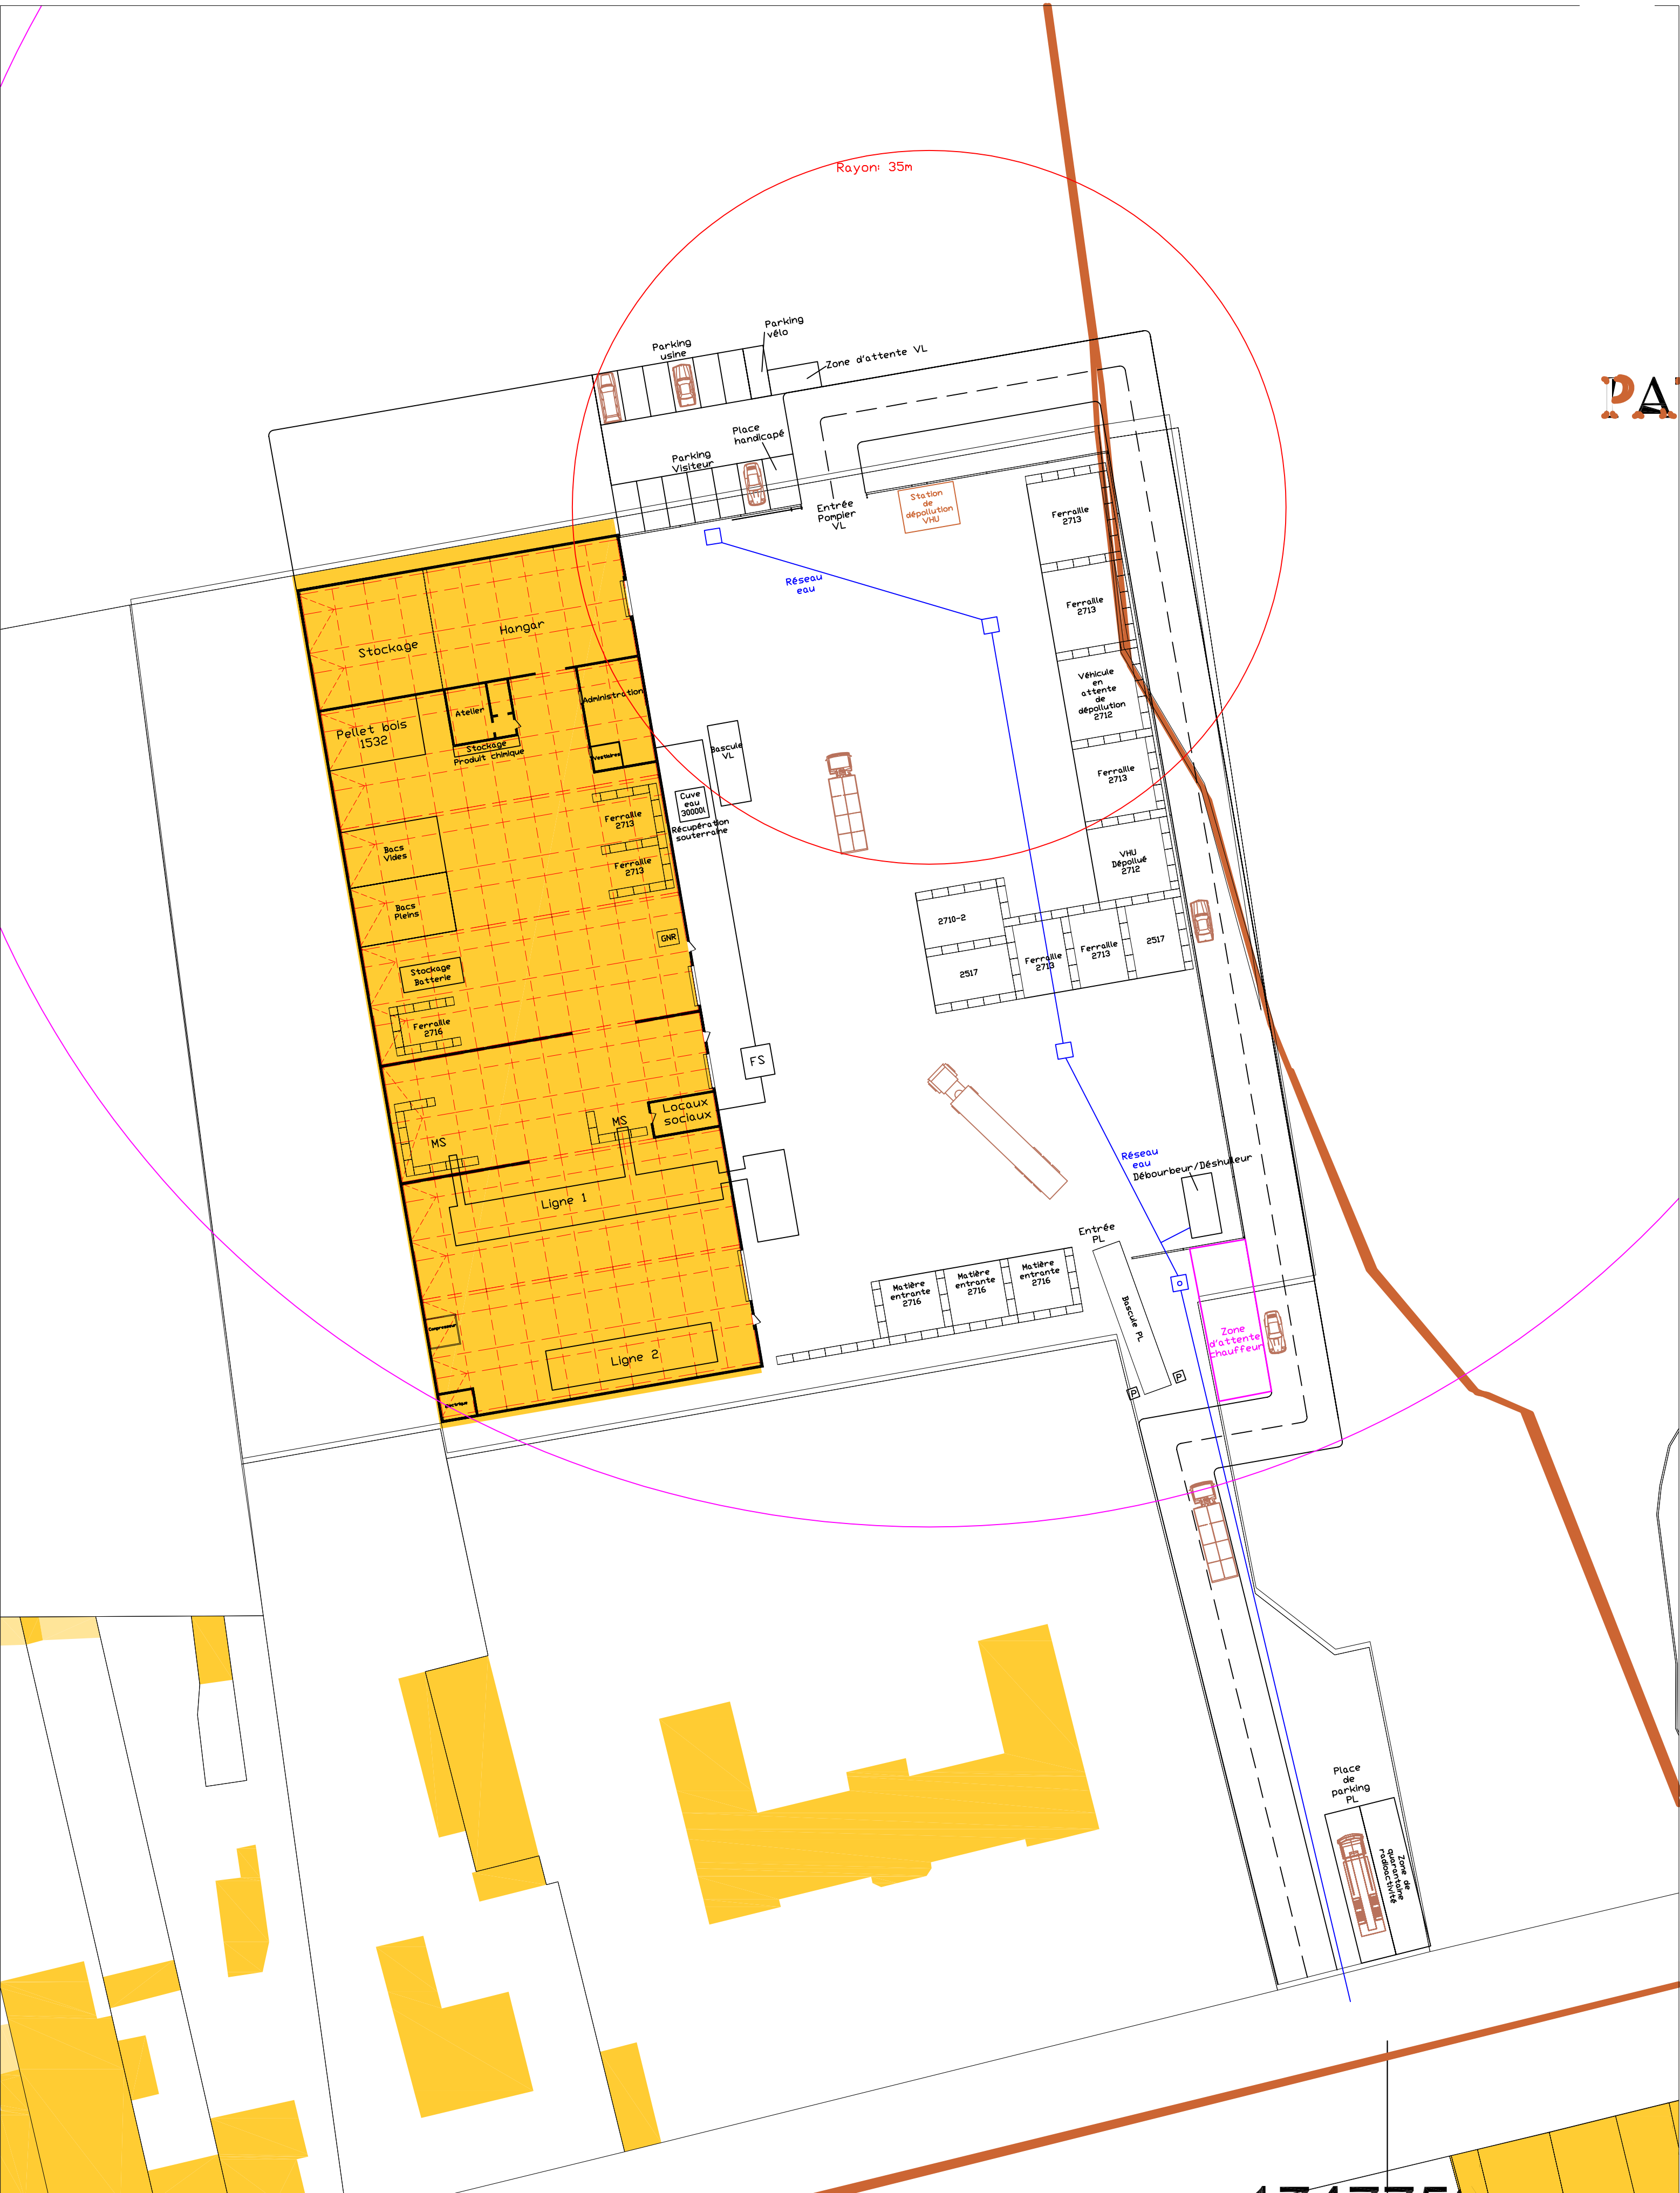 Rayon: 35m
Parking
vélo
Parking
usine
Zone d'attente VL
PA
Place
handicapé
Parking
Visiteur
Station
de
dépollution
VHU
Entrée
Pompier
VL
Ferraille
2713
Réseau
eau
Ferraille
2713
Hangar
Stockage
Véhicule
en
attente
de
dépollution
2712
Administration
Atelier
Pellet bois
1532
Stockage
Produit chimique
Vestiaires
Bascule
VL
Ferraille
2713
Cuve
eau
30000l
Récupération
souterraine
Ferraille
2713
Bacs
Vides
Ferraille
2713
VHU
Dépollué
2712
Bacs
Pleins
2710-2
GNR
Ferraille
2713
Ferraille
2713
2517
2517
Stockage
Batterie
Ferraille
2716
FS
Locaux
sociaux
MS
MS
Réseau
eau
Débourbeur/Déshuileur
Ligne 1
Entrée
PL
Matière
entrante
2716
Matière
entrante
2716
Matière
entrante
2716
Bascule PL
Zone
d'attente
chauffeur
Compresseur
Ligne 2
P
P
Electrique
Place
de
parking
PL
Zone de
quarantaine
radioactivité